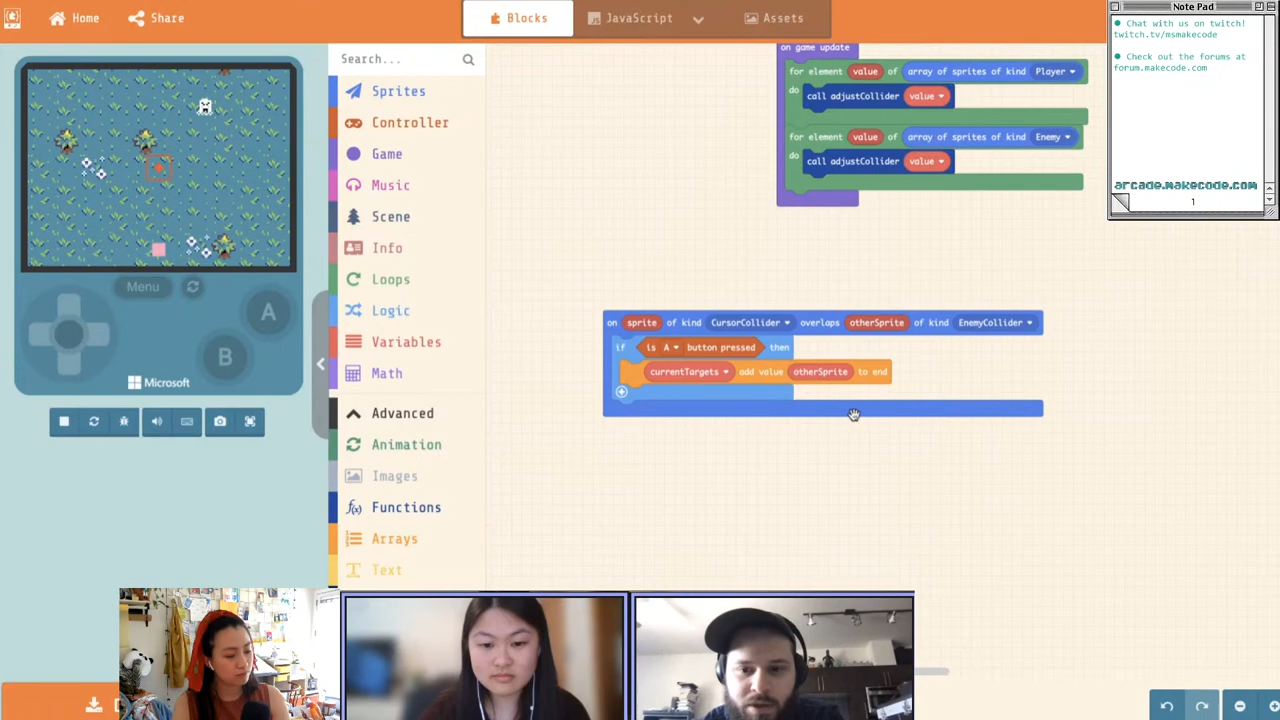 Home
Share
Blocks
JavaScript
Assets
Note Pad
Chat with us on twitch!
twitch.tv/msmakecode
Check out the forums at
forum.makecode.com
arcade.makecode.com
1
Menu
A
B
Microsoft
Search...
Sprites
Controller
Game
Music
Scene
Info
Loops
Logic
Variables
Math
Advanced
Animation
Images
Functions
Arrays
Text
on game update
for element value of array of sprites of kind Player
do call adjustCollider value
for element value of array of sprites of kind Enemy
do call adjustCollider value
on sprite of kind CursorCollider overlaps otherSprite of kind EnemyCollider
if is A button pressed then
currentTargets add value otherSprite to end